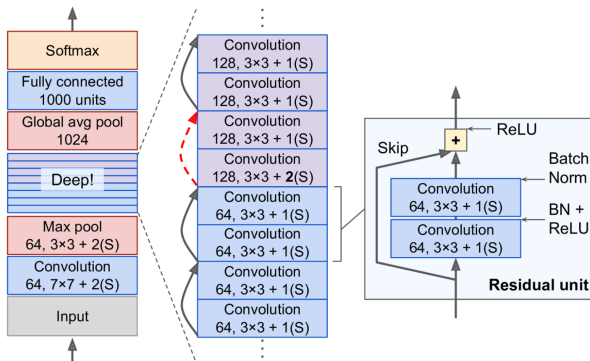 Softmax
Fully connected
1000 units
Global avg pool
1024
Deep!
Max pool
64, 3×3 + 2(S)
Convolution
64, 7×7 + 2(S)
Input
Convolution
128, 3×3 + 1(S)
Convolution
128, 3×3 + 1(S)
Convolution
128, 3×3 + 1(S)
Convolution
128, 3×3 + 2(S)
Convolution
64, 3×3 + 1(S)
Convolution
64, 3×3 + 1(S)
Convolution
64, 3×3 + 1(S)
Convolution
64, 3×3 + 1(S)
ReLU
+
Skip
Batch
Norm
Convolution
64, 3×3 + 1(S)
BN +
ReLU
Convolution
64, 3×3 + 1(S)
Residual unit